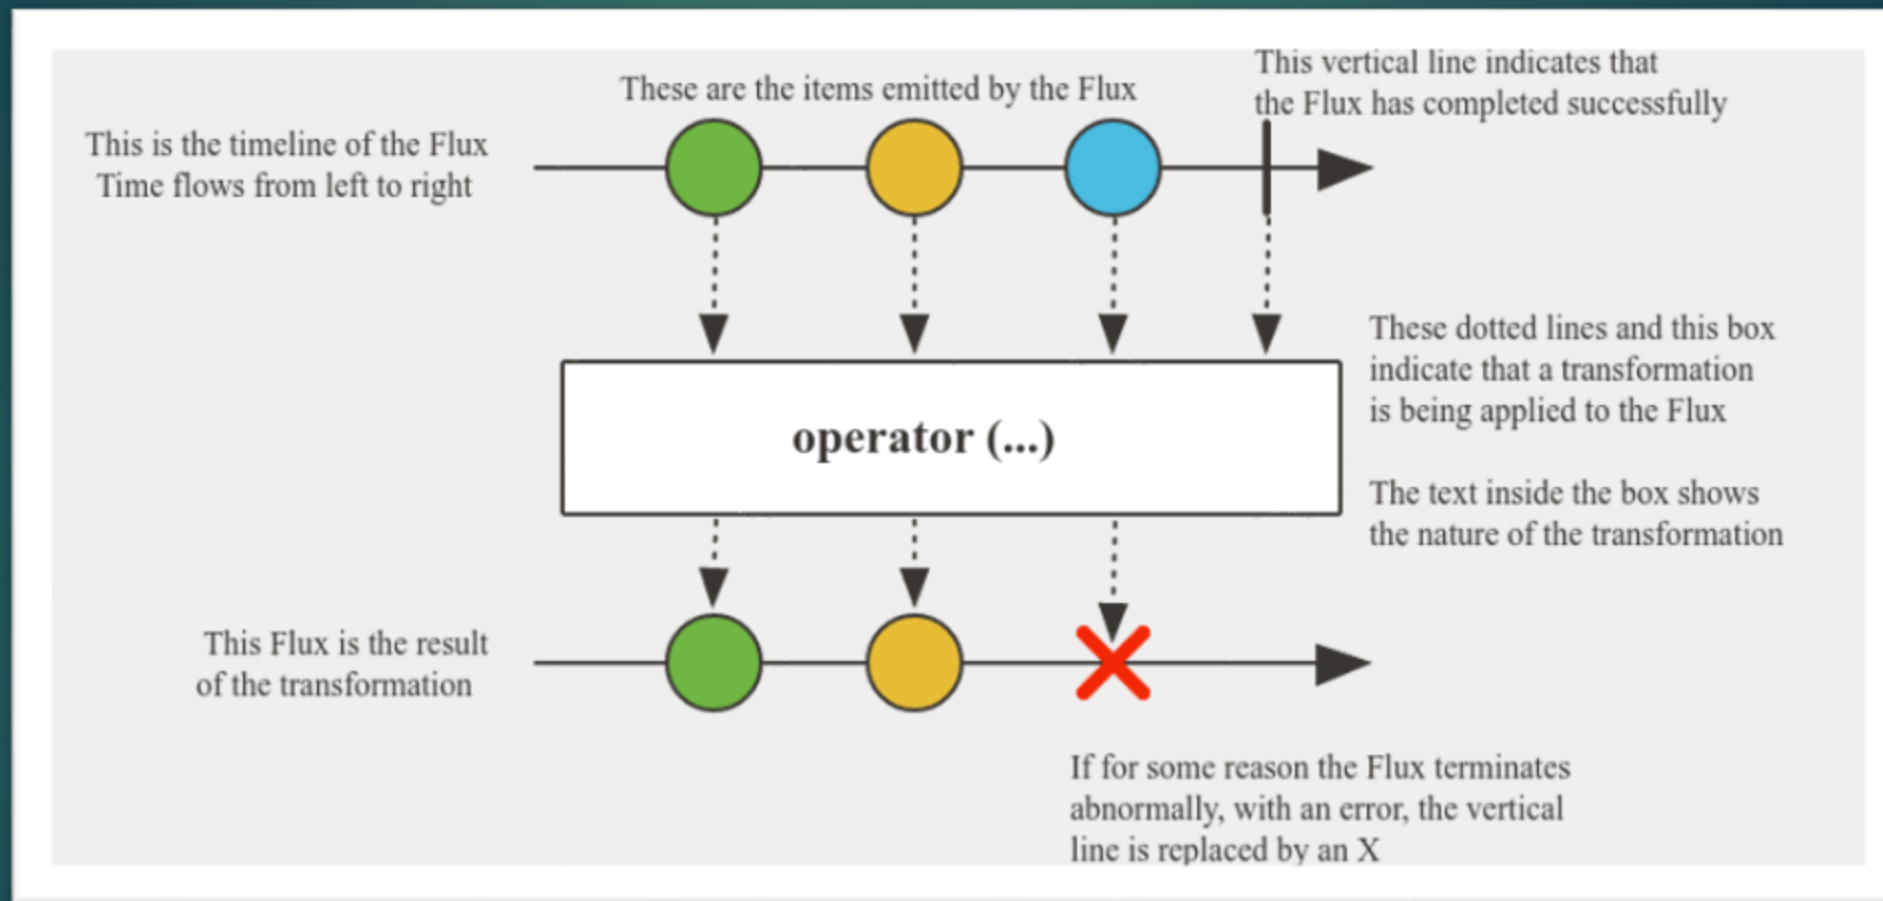 These are the items emitted by the Flux
This vertical line indicates that
the Flux has completed successfully
This is the timeline of the Flux
Time flows from left to right
These dotted lines and this box
indicate that a transformation
is being applied to the Flux
operator (...)
The text inside the box shows
the nature of the transformation
This Flux is the result
of the transformation
If for some reason the Flux terminates
abnormally, with an error, the vertical
line is replaced by an X